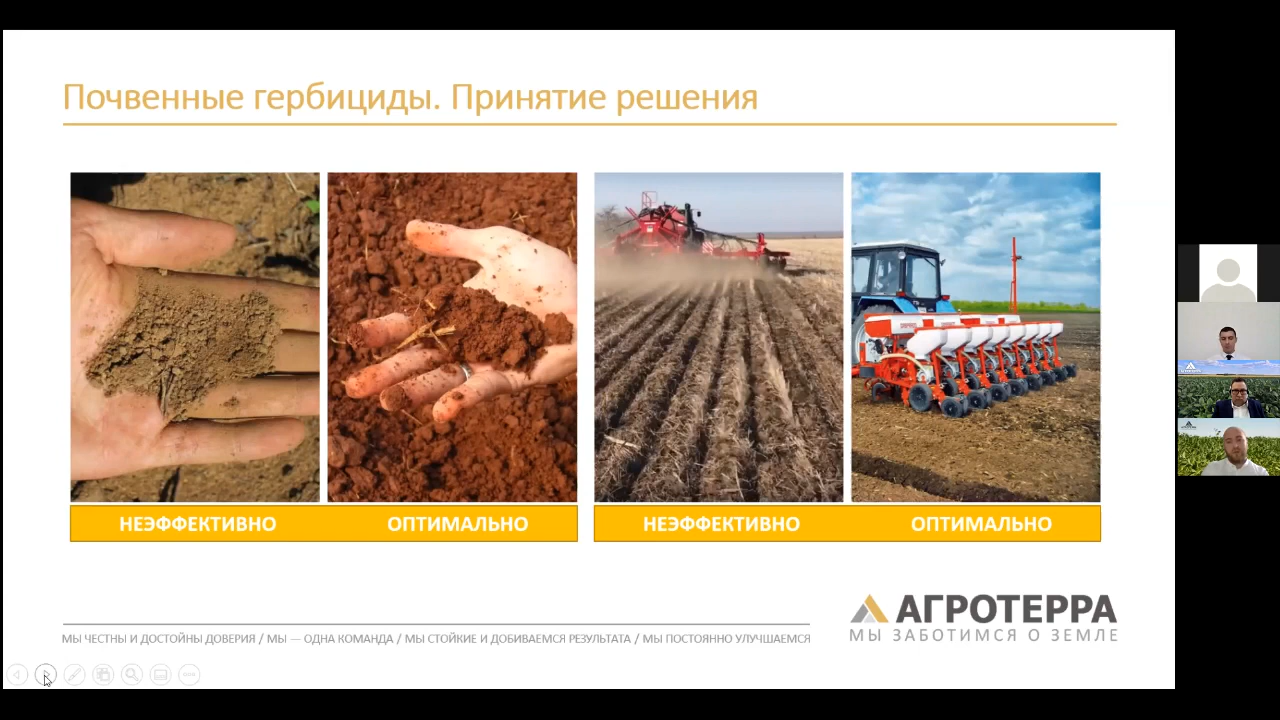 Почвенные гербициды. Принятие решения
НЕЭФФЕКТИВНО
ОПТИМАЛЬНО
НЕЭФФЕКТИВНО
ОПТИМАЛЬНО
АГРОТЕРРА
МЫ ЗАБОТИМСЯ О ЗЕМЛЕ
МЫ ЧЕСТНЫ И ДОСТОЙНЫ ДОВЕРИЯ / МЫ — ОДНА КОМАНДА / МЫ СТОЙКИЕ И ДОБИВАЕМСЯ РЕЗУЛЬТАТА / МЫ ПОСТОЯННО УЛУЧШАЕМСЯ